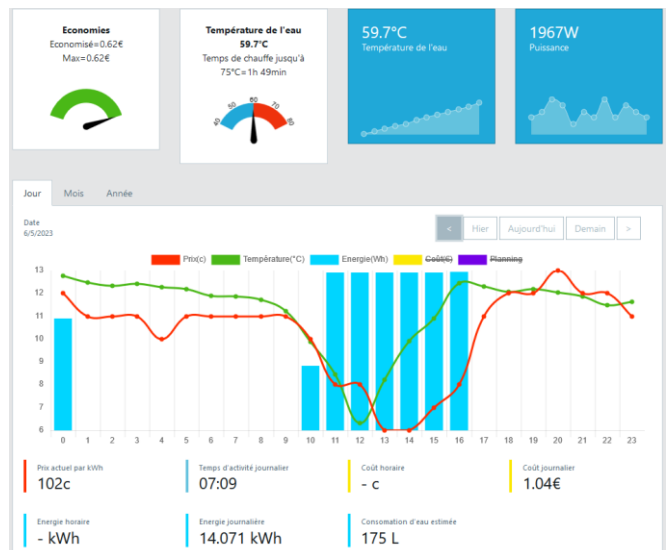 Economies
Economisé=0.62€
Max=0.62€
Température de l'eau
59.7°C
Temps de chauffe jusqu'à
75°C=1h 49min
40 50 60 70 80
59.7°C
Température de l'eau
1967W
Puissance
Jour Mois Année
Date
6/5/2023
< Hier Aujourd'hui Demain >
Prix(c) Température(°C) Energie(Wh) Coût(€) Planning
13
12
11
10
9
8
7
6
0 1 2 3 4 5 6 7 8 9 10 11 12 13 14 15 16 17 18 19 20 21 22 23
Prix actuel par kWh
102c
Temps d'activité journalier
07:09
Coût horaire
- c
Coût journalier
1.04€
Energie horaire
- kWh
Energie journalière
14.071 kWh
Consomation d'eau estimée
175 L